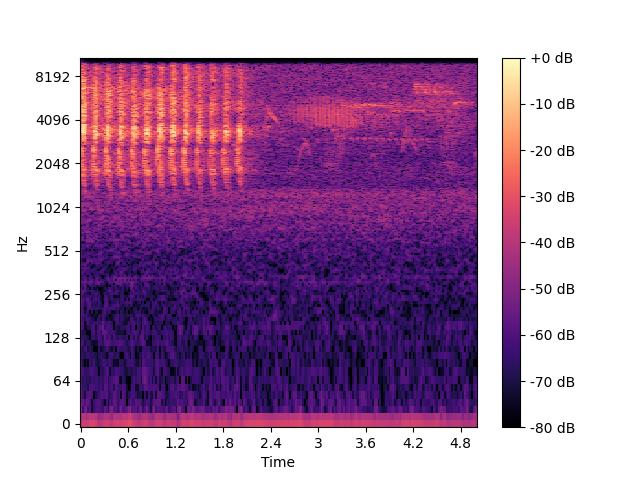 8192
4096
2048
1024
512
256
128
64
0
Hz
0 0.6 1.2 1.8 2.4 3 3.6 4.2 4.8
Time
+0 dB
-10 dB
-20 dB
-30 dB
-40 dB
-50 dB
-60 dB
-70 dB
-80 dB